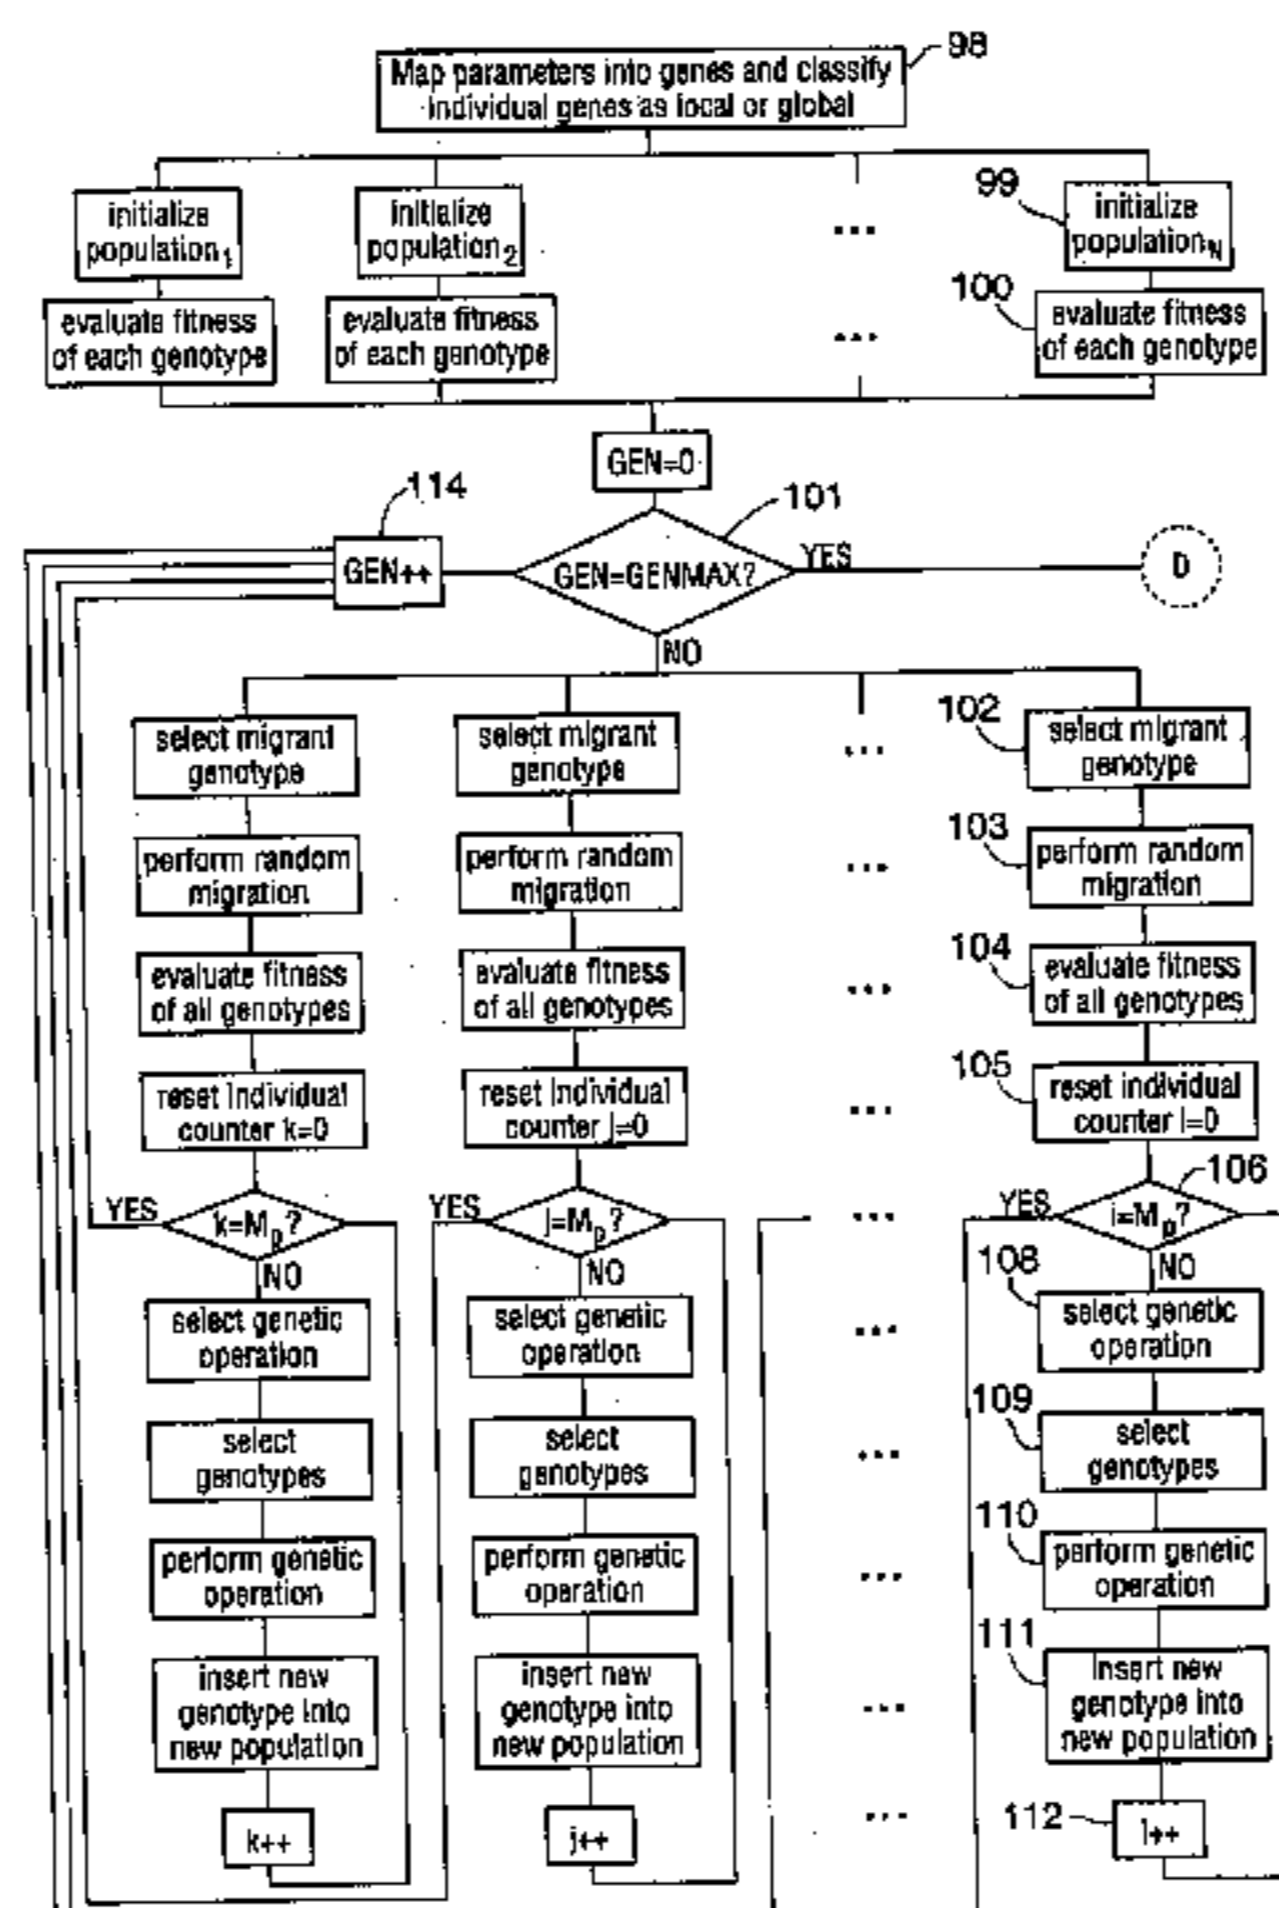 98
Map parameters into genes and classify
individual genes as local or global
initialize
population1
initialize
population2
...
99
initialize
populationN
evaluate fitness
of each genotype
evaluate fitness
of each genotype
...
100
evaluate fitness
of each genotype
GEN=0
114
GEN++
101
GEN=GENMAX?
YES
D
NO
select migrant
genotype
select migrant
genotype
...
102
select migrant
genotype
perform random
migration
perform random
migration
...
103
perform random
migration
evaluate fitness
of all genotypes
evaluate fitness
of all genotypes
...
104
evaluate fitness
of all genotypes
reset individual
counter k=0
reset individual
counter j=0
...
105
reset individual
counter i=0
YES
k=Mp?
NO
YES
j=Mp?
NO
...
YES
106
i=Mp?
NO
select genetic
operation
select genetic
operation
...
108
select genetic
operation
select
genotypes
select
genotypes
...
109
select
genotypes
perform genetic
operation
perform genetic
operation
...
110
perform genetic
operation
insert new
genotype into
new population
insert new
genotype into
new population
...
111
insert new
genotype into
new population
k++
j++
...
112
i++